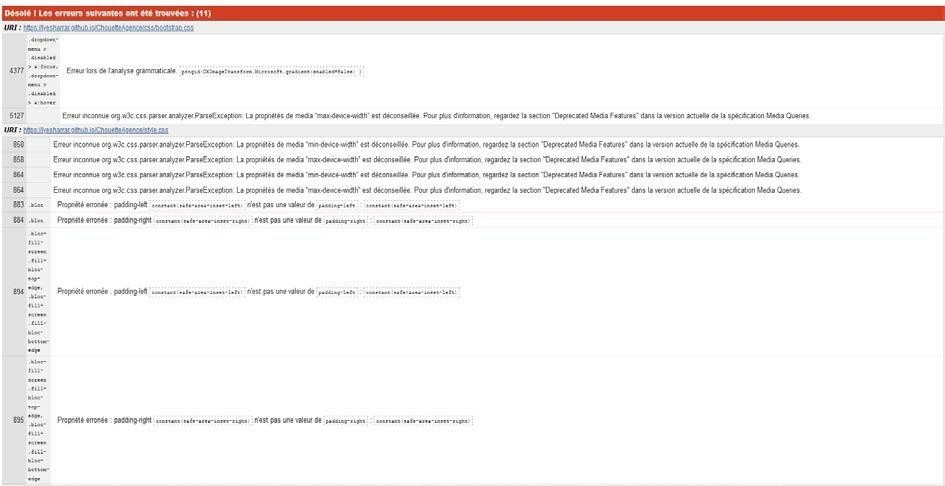 Désolé ! Les erreurs suivantes ont été trouvées : (11)
URI : https://lyesharrar.github.io/ChouetteAgence/css/bootstrap.css
4377
.dropdown-
menu >
.disabled
> a:focus,
.dropdown-
menu >
.disabled
> a:hover
Erreur lors de l'analyse grammaticale. progid:DXImageTransform.Microsoft.gradient(enabled=false) }
5127 Erreur inconnue org.w3c.css.parser.analyzer.ParseException: La propriétés de media "max-device-width" est déconseillée. Pour plus d'information, regardez la section "Deprecated Media Features" dans la version actuelle de la spécification Media Queries.
URI : https://lyesharrar.github.io/ChouetteAgence/style.css
858 Erreur inconnue org.w3c.css.parser.analyzer.ParseException: La propriétés de media "min-device-width" est déconseillée. Pour plus d'information, regardez la section "Deprecated Media Features" dans la version actuelle de la spécification Media Queries.
858 Erreur inconnue org.w3c.css.parser.analyzer.ParseException: La propriétés de media "max-device-width" est déconseillée. Pour plus d'information, regardez la section "Deprecated Media Features" dans la version actuelle de la spécification Media Queries.
864 Erreur inconnue org.w3c.css.parser.analyzer.ParseException: La propriétés de media "min-device-width" est déconseillée. Pour plus d'information, regardez la section "Deprecated Media Features" dans la version actuelle de la spécification Media Queries.
864 Erreur inconnue org.w3c.css.parser.analyzer.ParseException: La propriétés de media "max-device-width" est déconseillée. Pour plus d'information, regardez la section "Deprecated Media Features" dans la version actuelle de la spécification Media Queries.
883 .bloc Propriété erronée : padding-left constant(safe-area-inset-left) n'est pas une valeur de padding-left : constant(safe-area-inset-left)
884 .bloc Propriété erronée : padding-right constant(safe-area-inset-right) n'est pas une valeur de padding-right : constant(safe-area-inset-right)
894
.bloc-
fill-
screen
.fill-
bloc-
top-
edge,
.bloc-
fill-
screen
.fill-
bloc-
bottom-
edge
Propriété erronée : padding-left constant(safe-area-inset-left) n'est pas une valeur de padding-left : constant(safe-area-inset-left)
895
.bloc-
fill-
screen
.fill-
bloc-
top-
edge,
.bloc-
fill-
screen
.fill-
bloc-
bottom-
edge
Propriété erronée : padding-right constant(safe-area-inset-right) n'est pas une valeur de padding-right : constant(safe-area-inset-right)